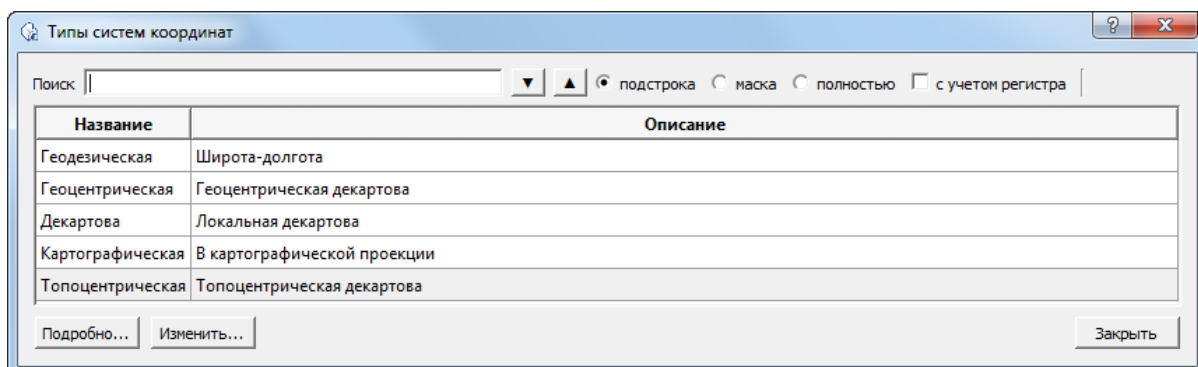 Типы систем координат
Поиск подстрока маска полностью с учетом регистра
Название Описание
Геодезическая Широта-долгота
Геоцентрическая Геоцентрическая декартова
Декартова Локальная декартова
Картографическая В картографической проекции
Топоцентрическая Топоцентрическая декартова
Подробно... Изменить... Закрыть